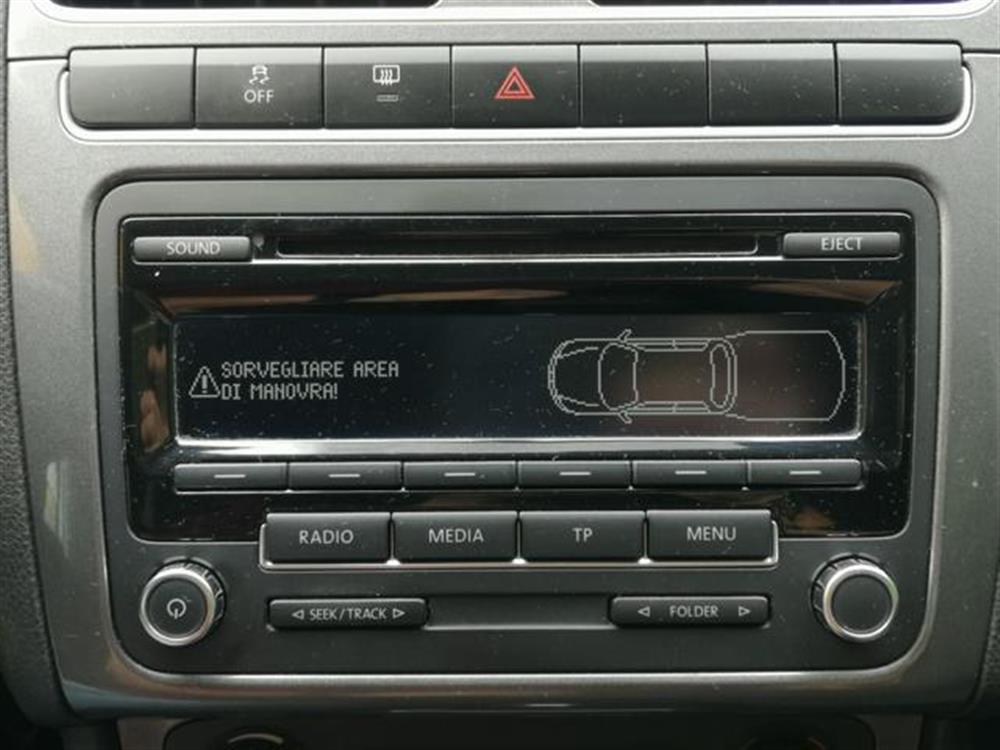 OFF
SOUND
EJECT
SORVEGLIARE AREA
DI MANOVRA!
RADIO MEDIA TP MENU
SEEK/TRACK FOLDER